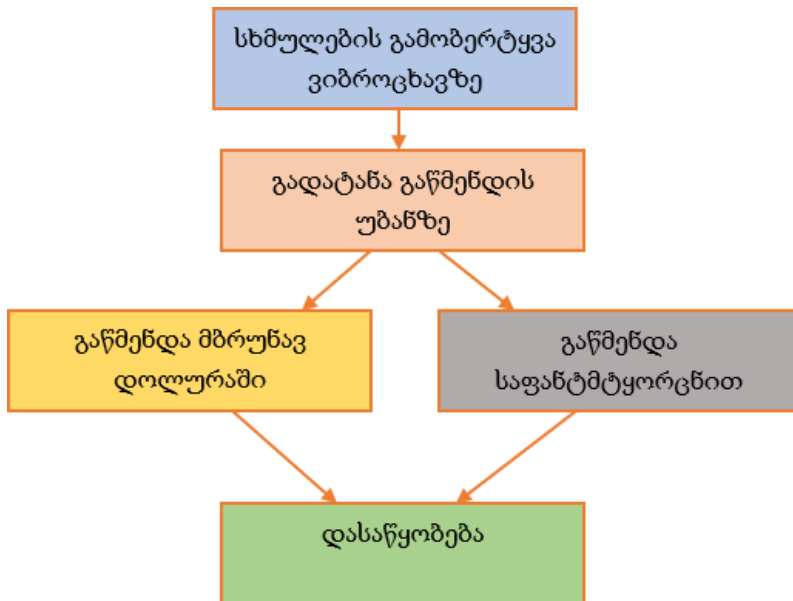 სხმულების გამობერტყვა
ვიბროცხავზე
გადატანა გაწმენდის
უბანზე
გაწმენდა მბრუნავ
დოლურაში
გაწმენდა
საფანტმტყორცნით
დასაწყობება